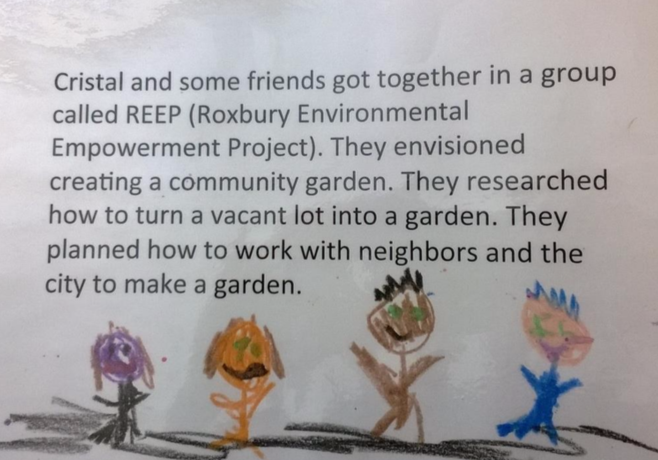 Cristal and some friends got together in a group
called REEP (Roxbury Environmental
Empowerment Project). They envisioned
creating a community garden. They researched
how to turn a vacant lot into a garden. They
planned how to work with neighbors and the
city to make a garden.